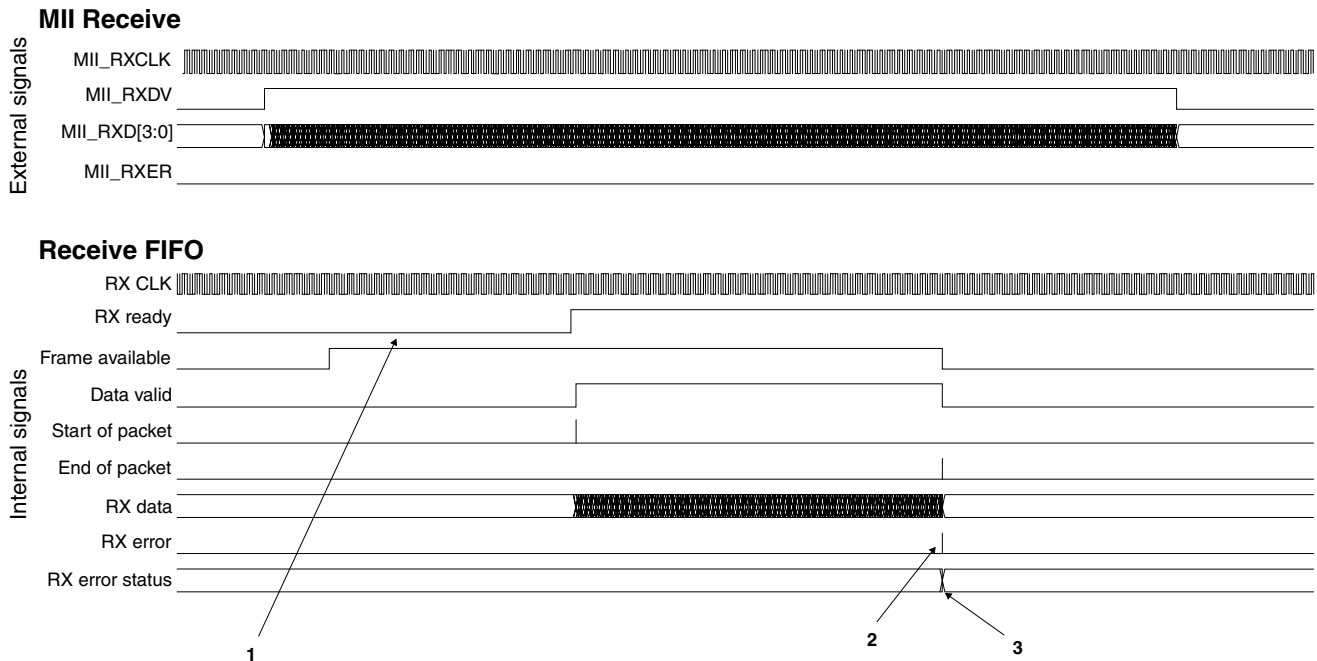 MII Receive
External signals
MII_RXCLK
MII_RXDV
MII_RXD[3:0]
MII_RXER
Receive FIFO
Internal signals
RX CLK
RX ready
Frame available
Data valid
Start of packet
End of packet
RX data
RX error
RX error status
1
2
3